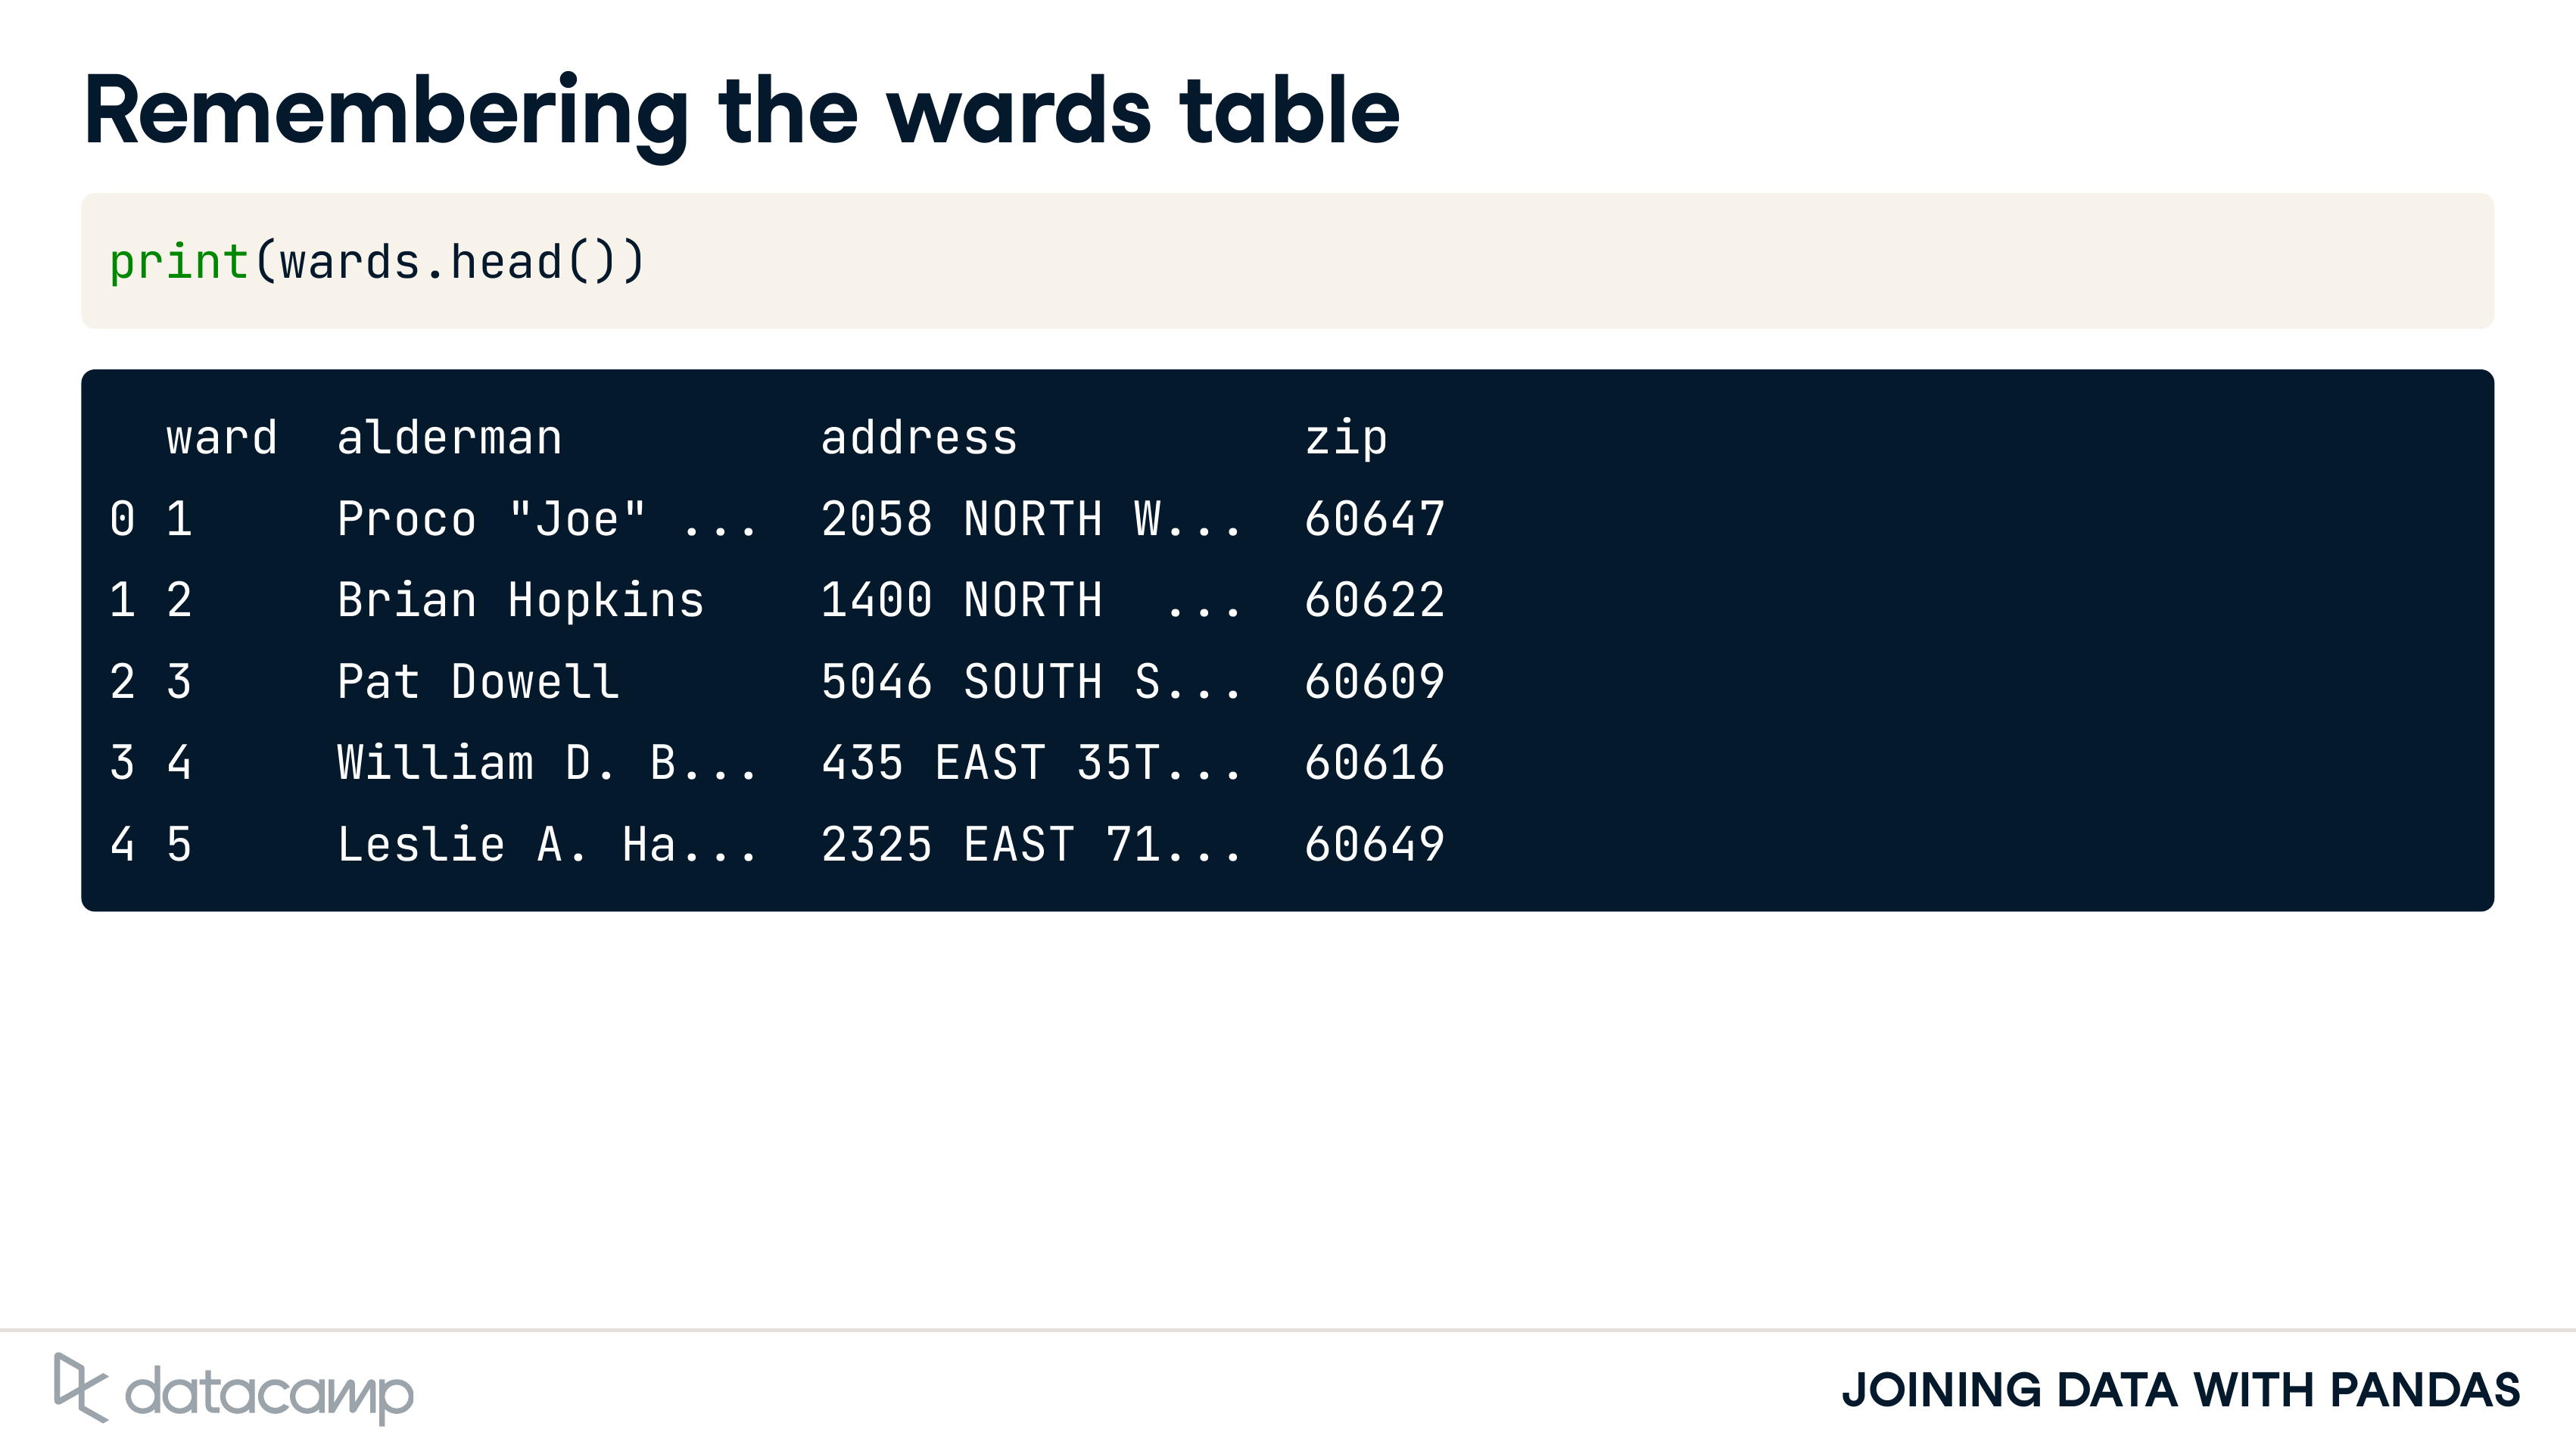 Remembering the wards table
print(wards.head())
  ward  alderman         address          zip
0 1     Proco "Joe" ...  2058 NORTH W...  60647
1 2     Brian Hopkins    1400 NORTH  ...  60622
2 3     Pat Dowell       5046 SOUTH S...  60609
3 4     William D. B...  435 EAST 35T...  60616
4 5     Leslie A. Ha...  2325 EAST 71...  60649
datacamp
JOINING DATA WITH PANDAS